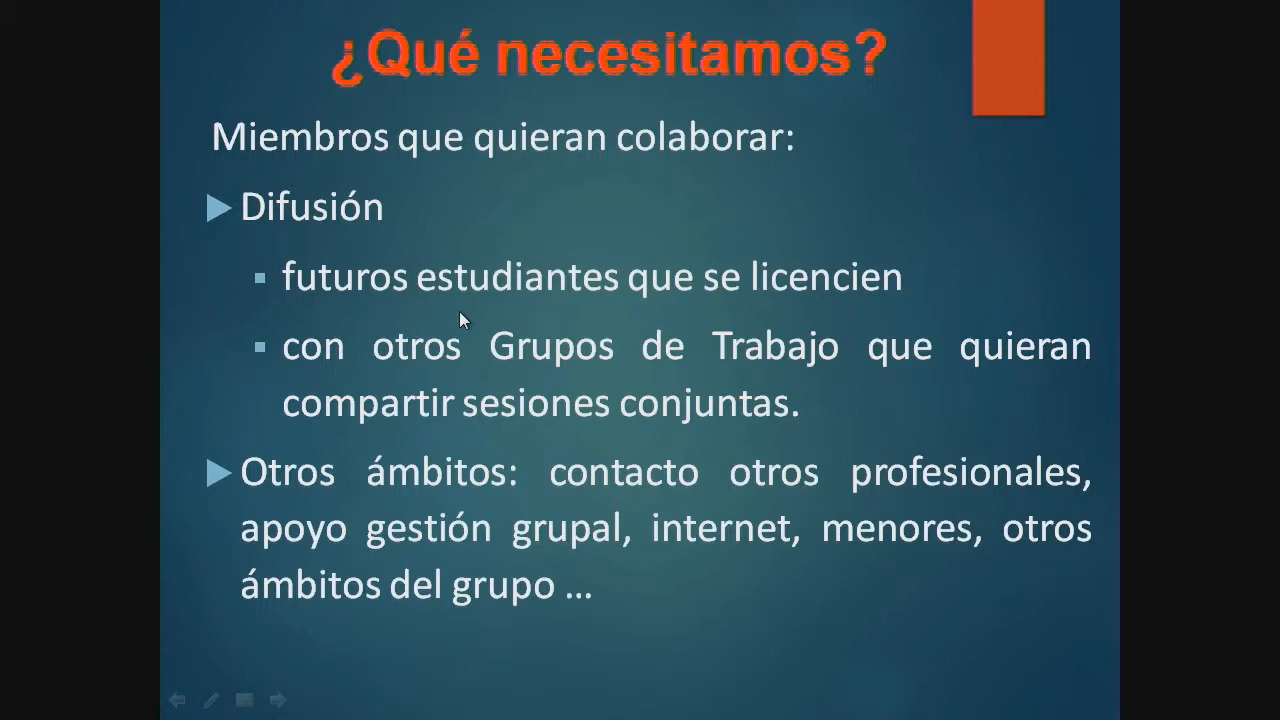 ¿Qué necesitamos?
Miembros que quieran colaborar:
Difusión
futuros estudiantes que se licencien
con otros Grupos de Trabajo que quieran
compartir sesiones conjuntas.
Otros ámbitos: contacto otros profesionales,
apoyo gestión grupal, internet, menores, otros
ámbitos del grupo ...